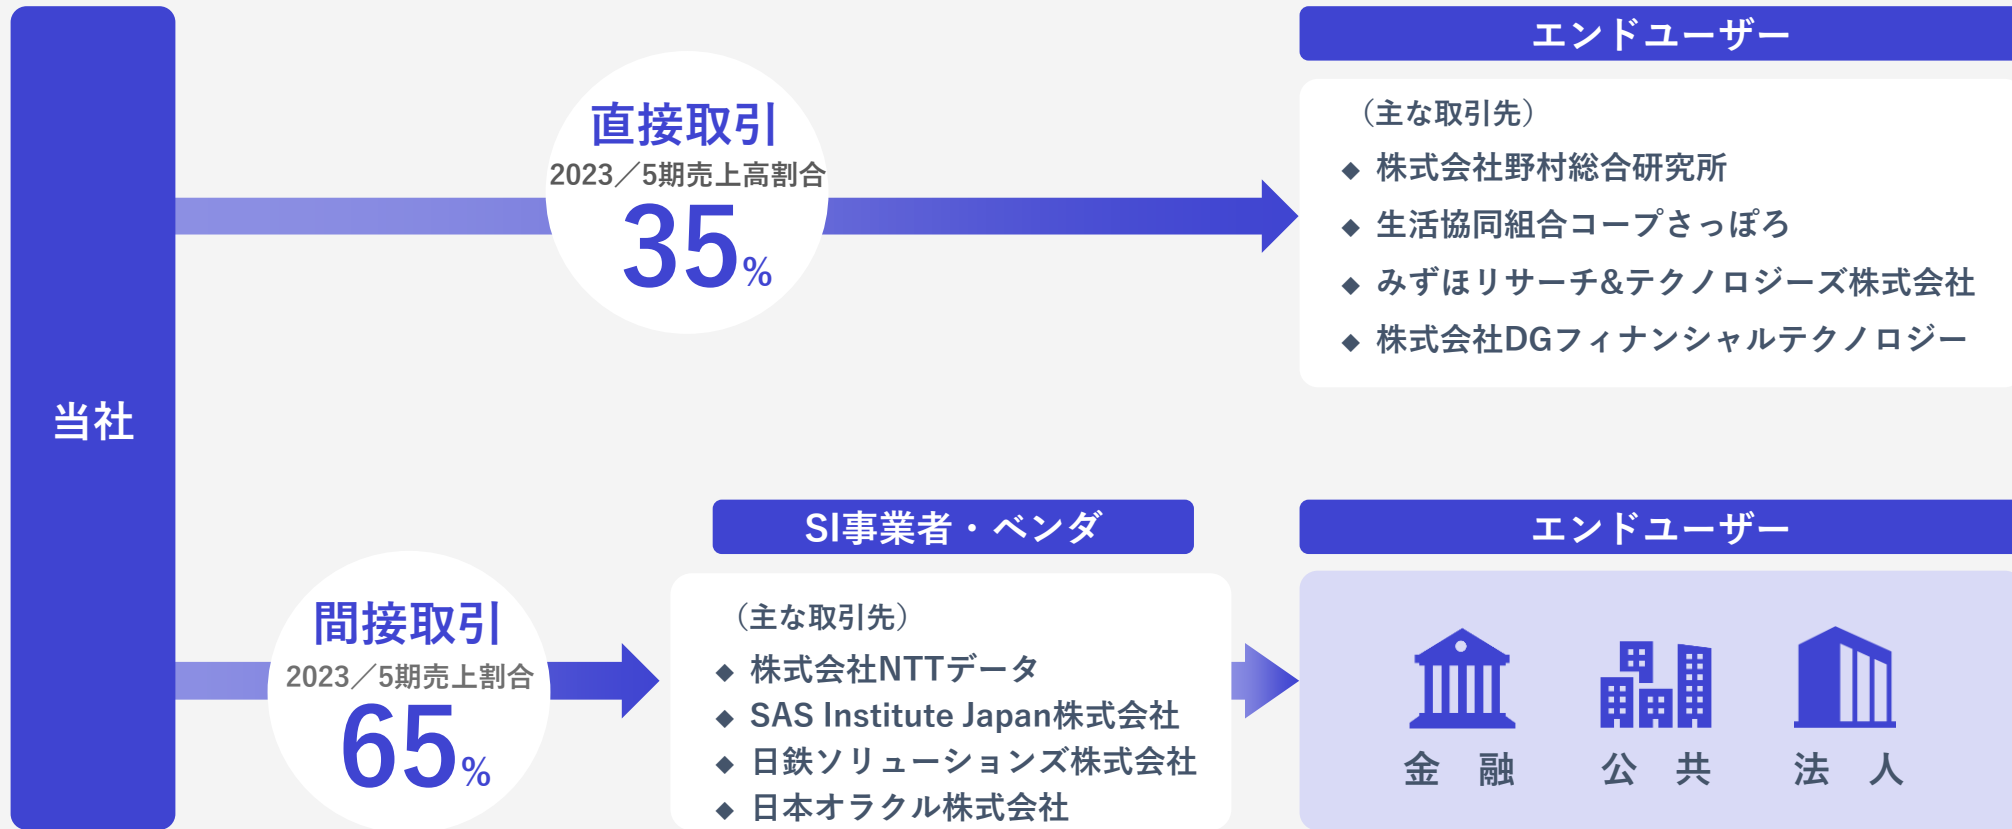 当社
直接取引
2023／5期売上高割合
35%
エンドユーザー
（主な取引先）
◆ 株式会社野村総合研究所
◆ 生活協同組合コープさっぽろ
◆ みずほリサーチ&テクノロジーズ株式会社
◆ 株式会社DGフィナンシャルテクノロジー
間接取引
2023／5期売上割合
65%
SI事業者・ベンダ
（主な取引先）
◆ 株式会社NTTデータ
◆ SAS Institute Japan株式会社
◆ 日鉄ソリューションズ株式会社
◆ 日本オラクル株式会社
エンドユーザー
金　融
公　共
法　人